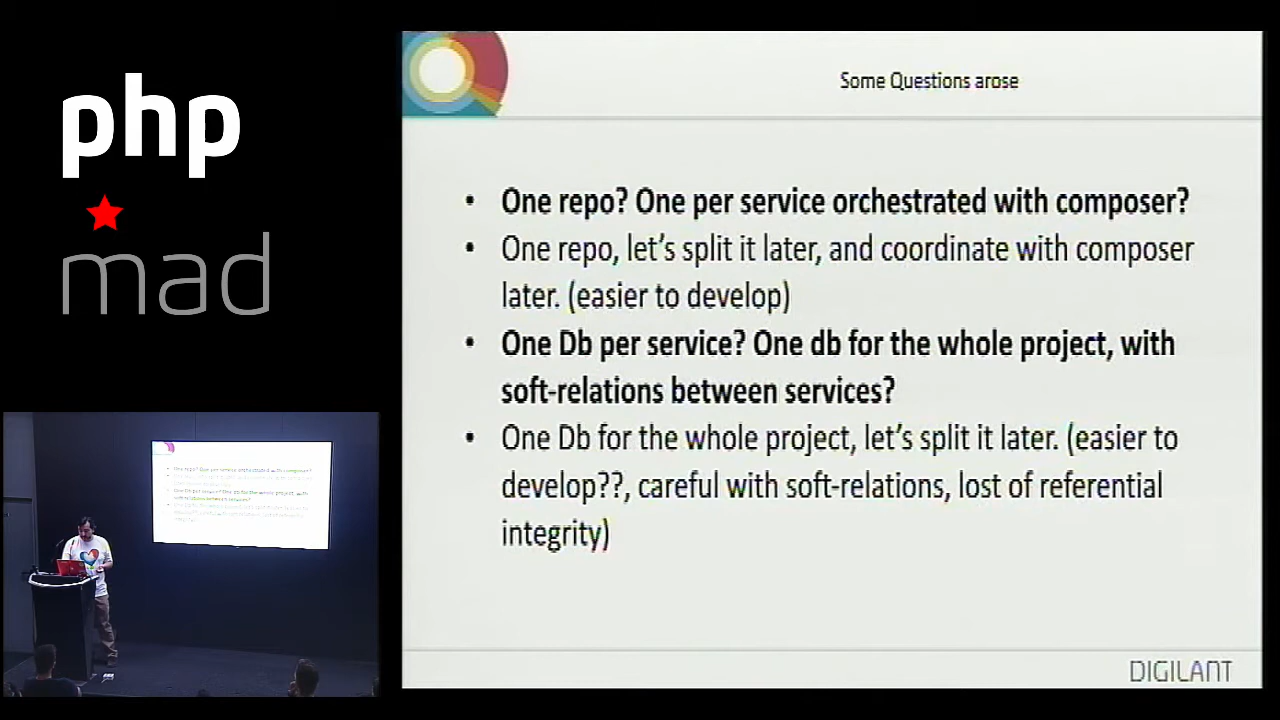 php
mad
Some Questions arose
• One repo? One per service orchestrated with composer?
• One repo, let's split it later, and coordinate with composer
later. (easier to develop)
• One Db per service? One db for the whole project, with
soft-relations between services?
• One Db for the whole project, let's split it later. (easier to
develop??, careful with soft-relations, lost of referential
integrity)
DIGILANT